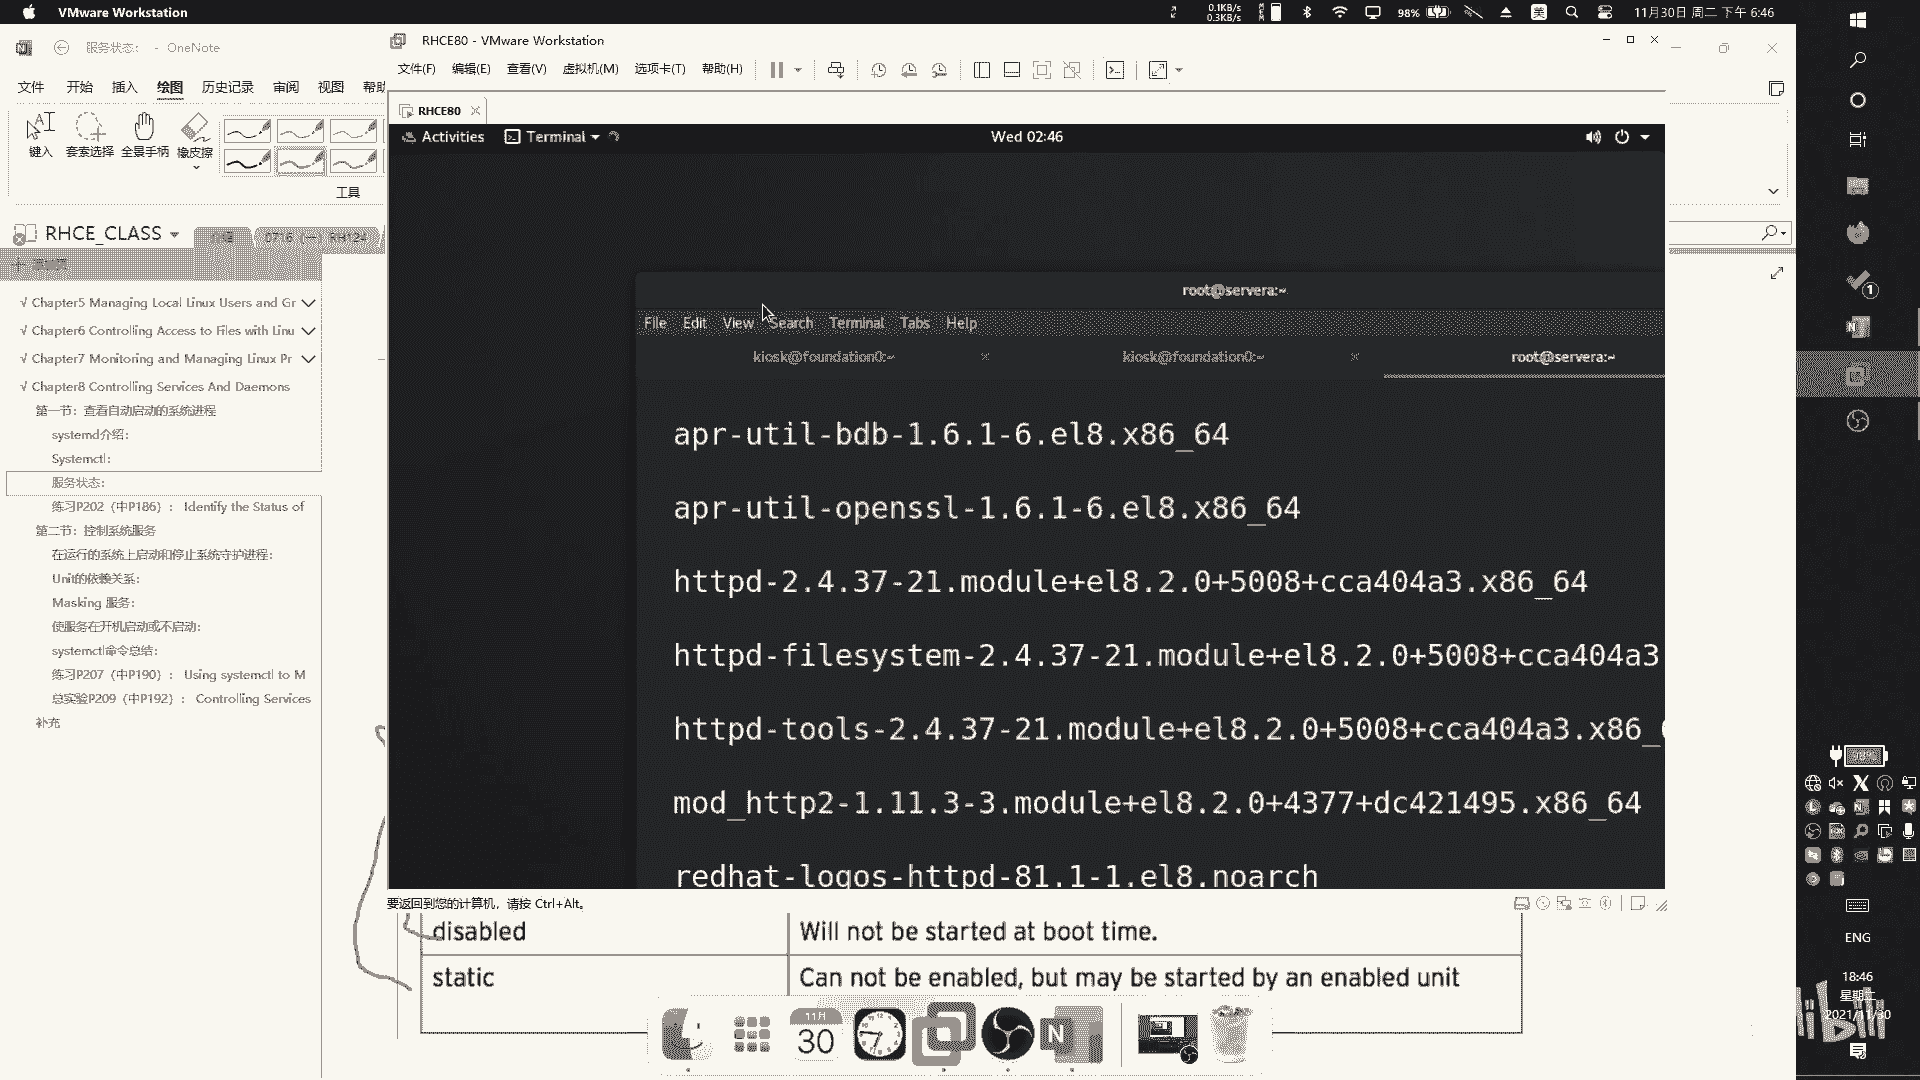 VMware Workstation
0.1KB/s
0.3KB/s
98%
美
11月30日 周二 下午 6:46
服务状态: - OneNote
RHCE80 - VMware Workstation
文件(F) 编辑(E) 查看(V) 虚拟机(M) 选项卡(T) 帮助(H)
文件 开始 插入 绘图 历史记录 审阅 视图 帮助
RHCE80
键入 套索选择 全景手柄 橡皮擦
工具
Activities Terminal Wed 02:46
RHCE_CLASS
0716 (一) RH124
√ Chapter5 Managing Local Linux Users and Gr
√ Chapter6 Controlling Access to Files with Linu
√ Chapter7 Monitoring and Managing Linux Pr
√ Chapter8 Controlling Services And Daemons
第一节：查看自动启动的系统进程
systemd介绍:
Systemctl:
服务状态:
练习P202（中P186）： Identify the Status of
第二节：控制系统服务
在运行的系统上启动和停止系统守护进程:
Unit的依赖关系:
Masking 服务:
使服务在开机启动或不启动:
systemctl命令总结:
练习P207（中P190）： Using systemctl to M
总实验P209（中P192）： Controlling Services
补充
root@servera:~
File Edit View Search Terminal Tabs Help
kiosk@foundation0:~ kiosk@foundation0:~ root@servera:~
apr-util-bdb-1.6.1-6.el8.x86_64
apr-util-openssl-1.6.1-6.el8.x86_64
httpd-2.4.37-21.module+el8.2.0+5008+cca404a3.x86_64
httpd-filesystem-2.4.37-21.module+el8.2.0+5008+cca404a3
httpd-tools-2.4.37-21.module+el8.2.0+5008+cca404a3.x86_
mod_http2-1.11.3-3.module+el8.2.0+4377+dc421495.x86_64
redhat-logos-httpd-81.1-1.el8.noarch
要返回到您的计算机，请按 Ctrl+Alt。
disabled Will not be started at boot time.
static Can not be enabled, but may be started by an enabled unit
11月
30
N
1
98%
ENG
18:46
星期二
2021/11/30